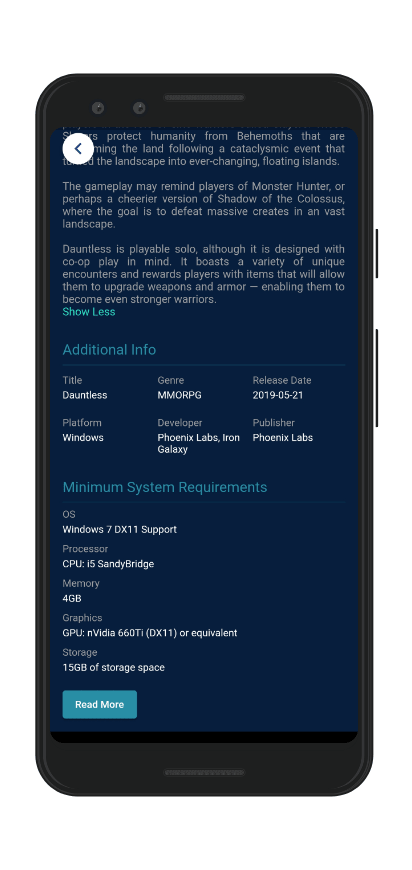 protect humanity from Behemoths that are
the land following a cataclysmic event that
the landscape into ever-changing, floating islands.
The gameplay may remind players of Monster Hunter, or
perhaps a cheerier version of Shadow of the Colossus,
where the goal is to defeat massive creates in an vast
landscape.
Dauntless is playable solo, although it is designed with
co-op play in mind. It boasts a variety of unique
encounters and rewards players with items that will allow
them to upgrade weapons and armor — enabling them to
become even stronger warriors.
Show Less
Additional Info
Title Genre Release Date
Dauntless MMORPG 2019-05-21
Platform Developer Publisher
Windows Phoenix Labs, Iron Phoenix Labs
Galaxy
Minimum System Requirements
OS
Windows 7 DX11 Support
Processor
CPU: i5 SandyBridge
Memory
4GB
Graphics
GPU: nVidia 660Ti (DX11) or equivalent
Storage
15GB of storage space
Read More